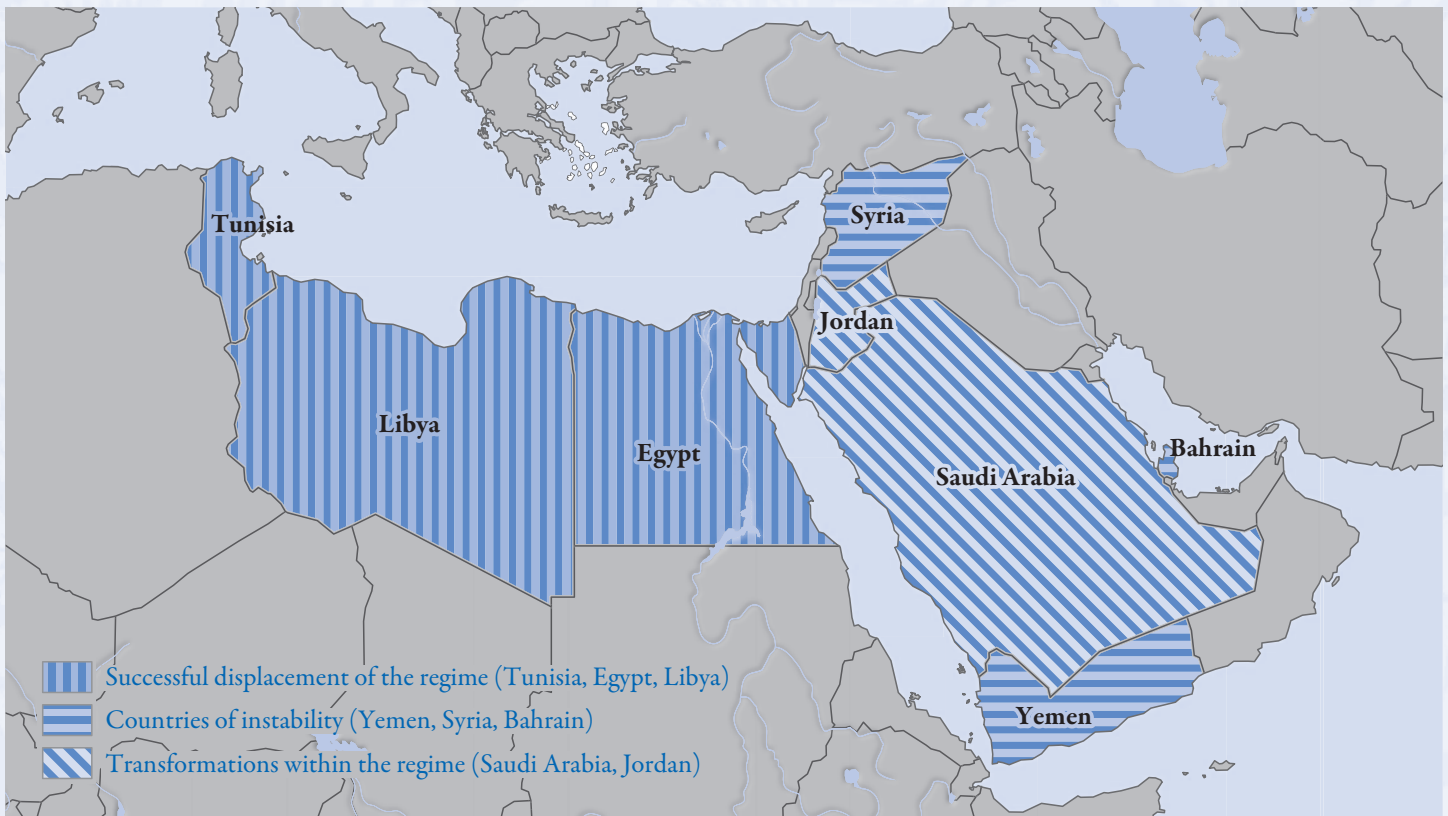 Tunisia
Syria
Jordan
Libya
Egypt
Bahrain
Saudi Arabia
Yemen
Successful displacement of the regime (Tunisia, Egypt, Libya)
Countries of instability (Yemen, Syria, Bahrain)
Transformations within the regime (Saudi Arabia, Jordan)